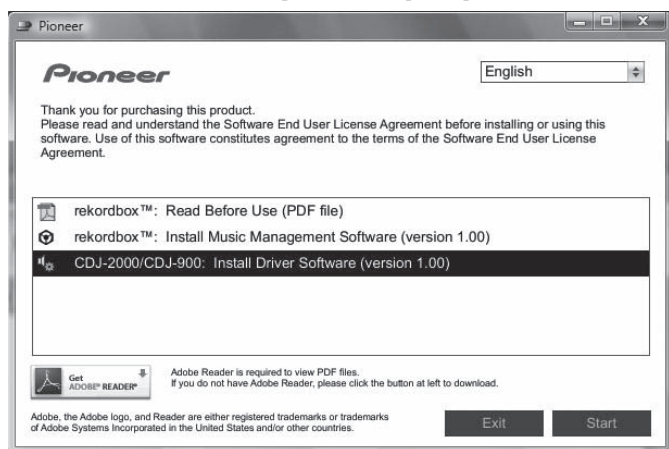 Pioneer
Pioneer
English
Thank you for purchasing this product.
Please read and understand the Software End User License Agreement before installing or using this
software. Use of this software constitutes agreement to the terms of the Software End User License
Agreement.
rekordbox™: Read Before Use (PDF file)
rekordbox™: Install Music Management Software (version 1.00)
CDJ-2000/CDJ-900: Install Driver Software (version 1.00)
Get
ADOBE® READER®
Adobe Reader is required to view PDF files.
If you do not have Adobe Reader, please click the button at left to download.
Adobe, the Adobe logo, and Reader are either registered trademarks or trademarks
of Adobe Systems Incorporated in the United States and/or other countries.
Exit
Start